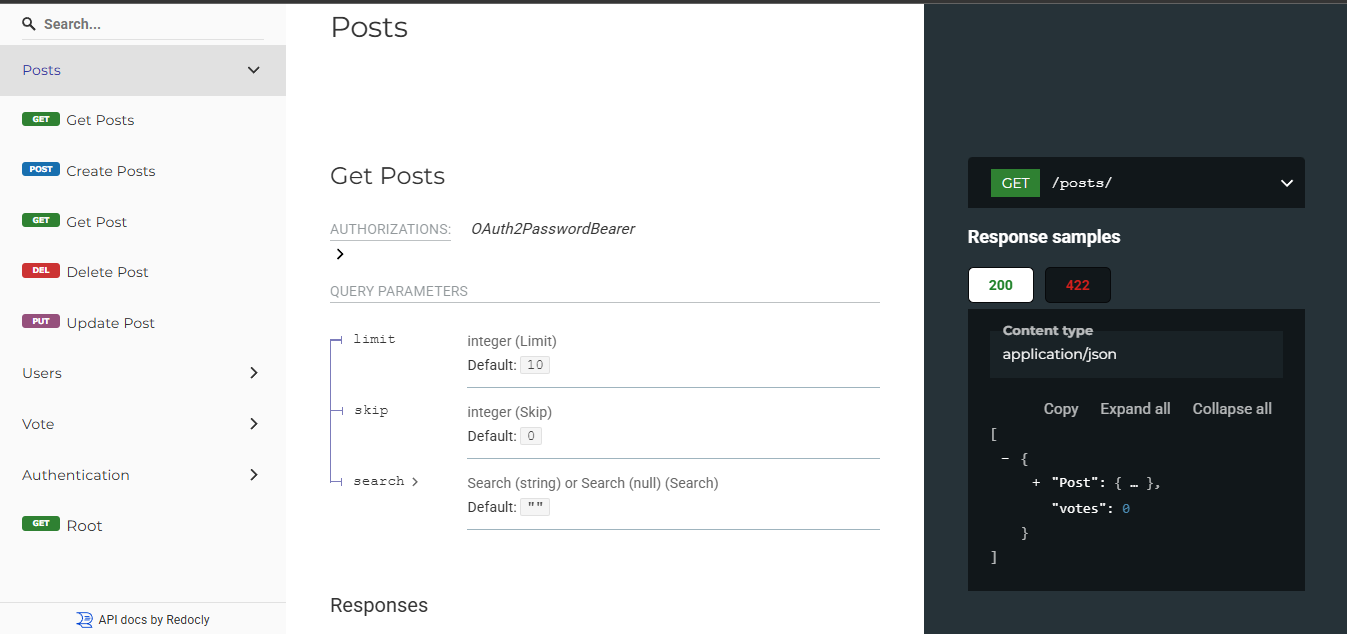 Search...
Posts
GET Get Posts
POST Create Posts
GET Get Post
DEL Delete Post
PUT Update Post
Users
Vote
Authentication
GET Root
API docs by Redocly
Posts
Get Posts
AUTHORIZATIONS: OAuth2PasswordBearer
QUERY PARAMETERS
limit integer (Limit)
Default: 10
skip integer (Skip)
Default: 0
search Search (string) or Search (null) (Search)
Default: ""
Responses
GET /posts/
Response samples
200 422
Content type
application/json
Copy Expand all Collapse all
[
− {
+ "Post": { … },
"votes": 0
}
]